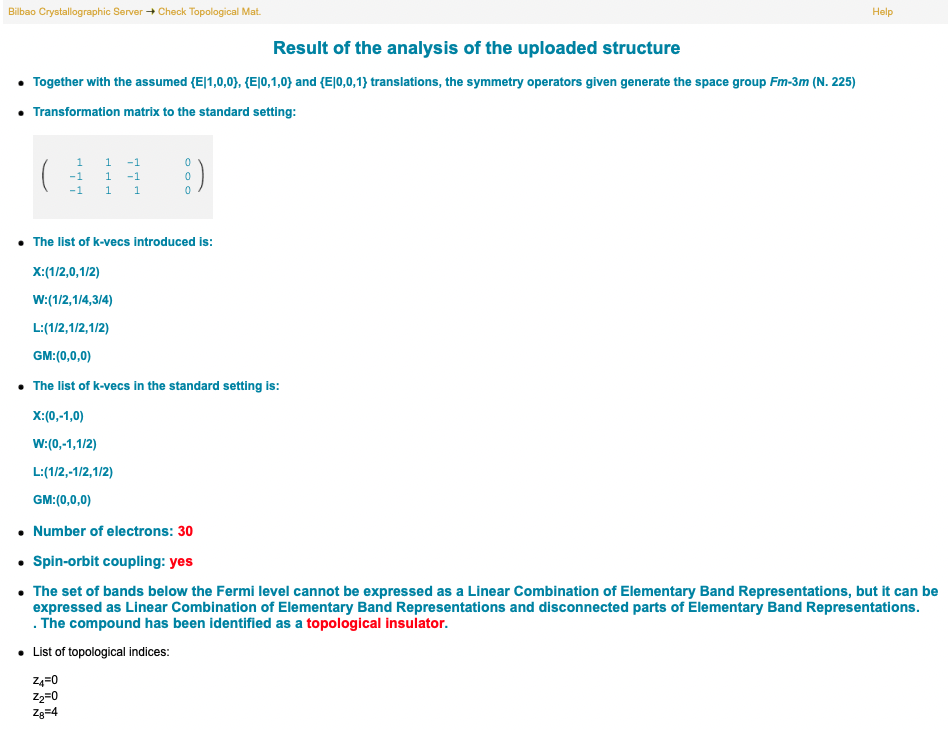 Bilbao Crystallographic Server ➞ Check Topological Mat. Help
Result of the analysis of the uploaded structure
• Together with the assumed {E|1,0,0}, {E|0,1,0} and {E|0,0,1} translations, the symmetry operators given generate the space group Fm-3m (N. 225)
• Transformation matrix to the standard setting:
( 1 1 -1 0 )
-1 1 -1 0
-1 1 1 0
• The list of k-vecs introduced is:
X:(1/2,0,1/2)
W:(1/2,1/4,3/4)
L:(1/2,1/2,1/2)
GM:(0,0,0)
• The list of k-vecs in the standard setting is:
X:(0,-1,0)
W:(0,-1,1/2)
L:(1/2,-1/2,1/2)
GM:(0,0,0)
• Number of electrons: 30
• Spin-orbit coupling: yes
• The set of bands below the Fermi level cannot be expressed as a Linear Combination of Elementary Band Representations, but it can be
expressed as Linear Combination of Elementary Band Representations and disconnected parts of Elementary Band Representations.
. The compound has been identified as a topological insulator.
• List of topological indices:
z4=0
z2=0
z8=4